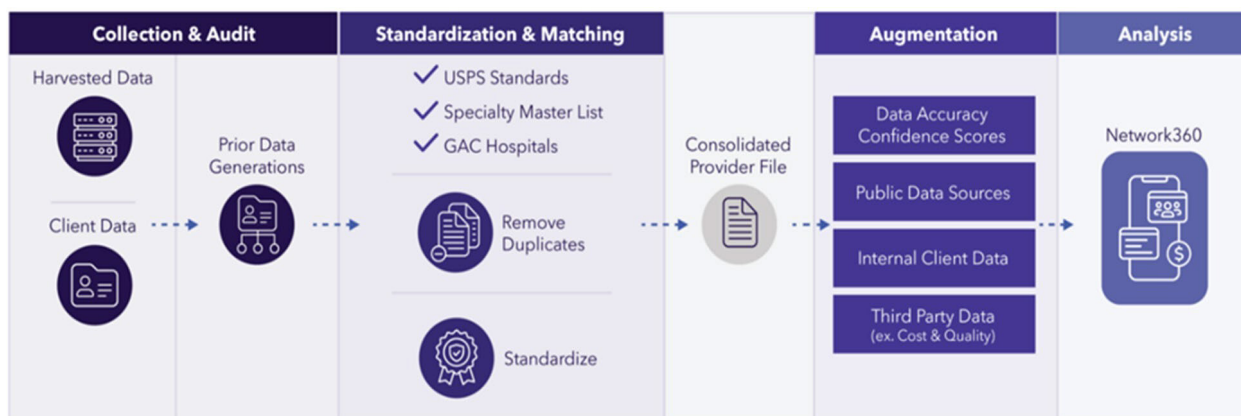 Collection & Audit
Standardization & Matching
Augmentation
Analysis
Harvested Data
Client Data
Prior Data
Generations
USPS Standards
Specialty Master List
GAC Hospitals
Remove
Duplicates
Standardize
Consolidated
Provider File
Data Accuracy
Confidence Scores
Public Data Sources
Internal Client Data
Third Party Data
(ex. Cost & Quality)
Network360
$